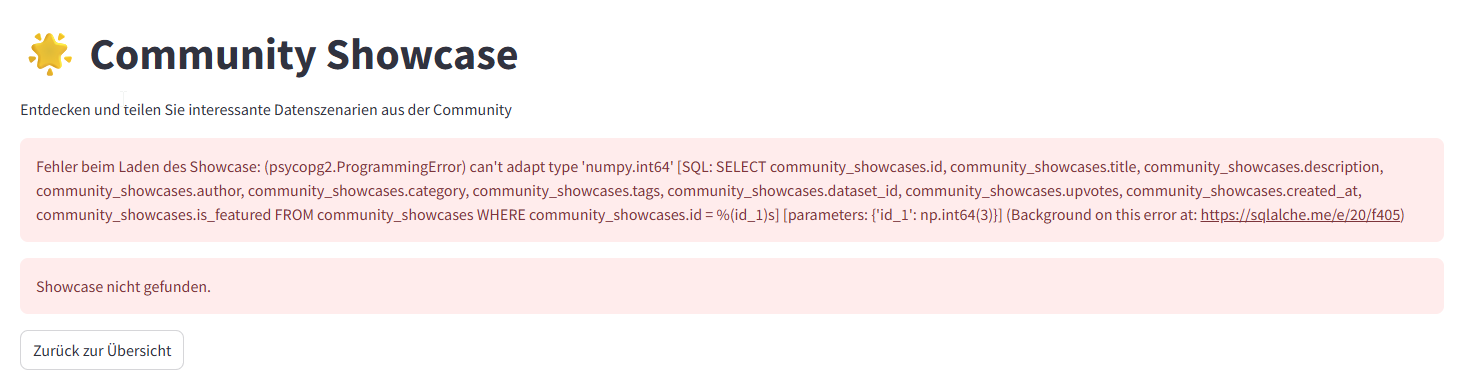 Community Showcase
Entdecken und teilen Sie interessante Datenszenarien aus der Community
Fehler beim Laden des Showcase: (psycopg2.ProgrammingError) can't adapt type 'numpy.int64' [SQL: SELECT community_showcases.id, community_showcases.title, community_showcases.description,
community_showcases.author, community_showcases.category, community_showcases.tags, community_showcases.dataset_id, community_showcases.upvotes, community_showcases.created_at,
community_showcases.is_featured FROM community_showcases WHERE community_showcases.id = %(id_1)s] [parameters: {'id_1': np.int64(3)}] (Background on this error at: https://sqlalche.me/e/20/f405)
Showcase nicht gefunden.
Zurück zur Übersicht